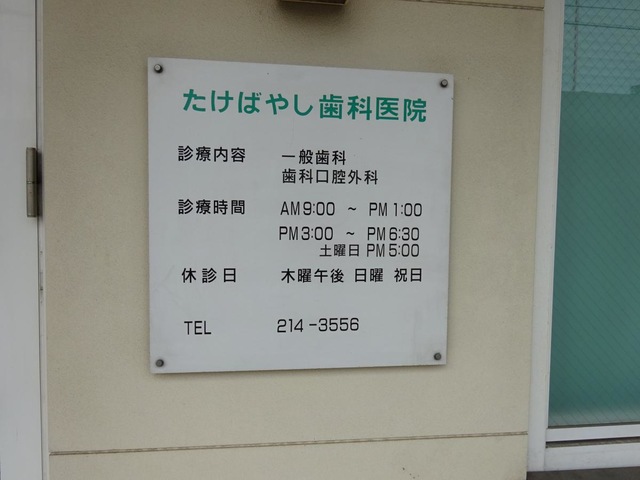 たけばやし歯科医院
診療内容 一般歯科
歯科口腔外科
診療時間 AM9:00 ～ PM1:00
PM3:00 ～ PM6:30
土曜日 PM5:00
休診日 木曜午後 日曜 祝日
TEL 214-3556